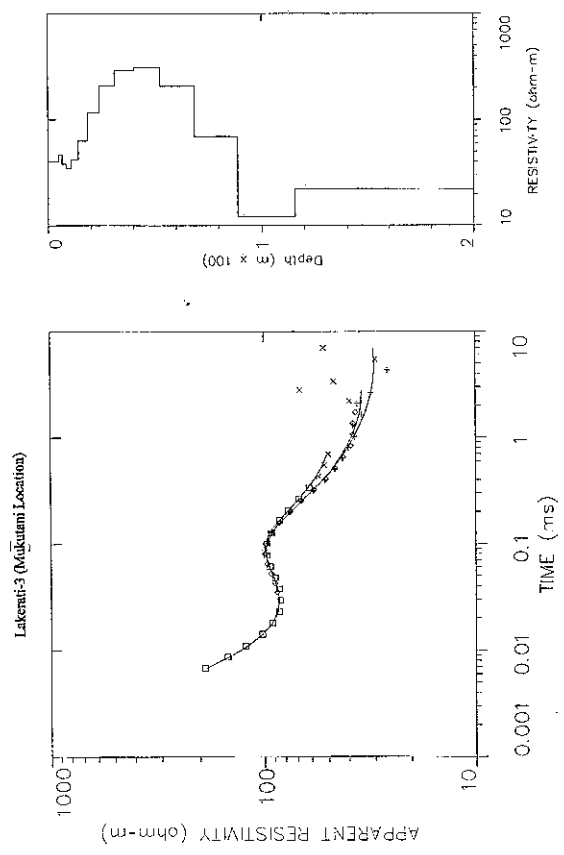 Lakerati-3 (Mukutani Location)
APPARENT RESISTIVITY (ohm-m)
1000
100
10
0.001
0.01
0.1
1
10
TIME (ms)
Depth (m x 100)
0
1
2
10
100
1000
RESISTIVITY (ohm-m)